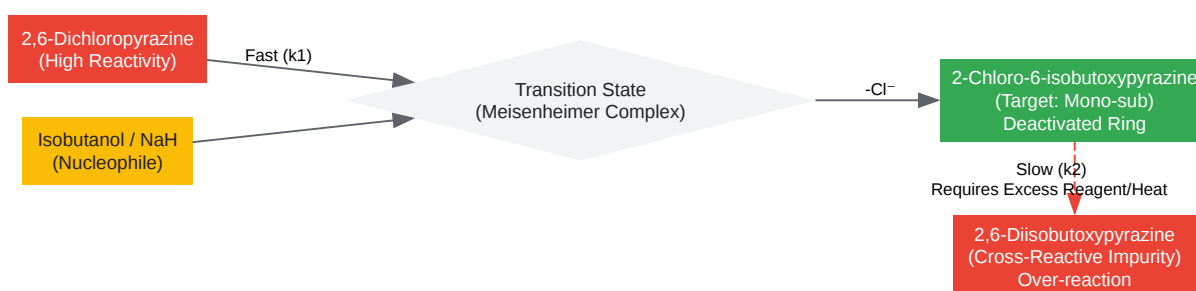 2,6-Dichloropyrazine
(High Reactivity)
Fast (k1)
Isobutanol / NaH
(Nucleophile)
Transition State
(Meisenheimer Complex)
-Cl⁻
2-Chloro-6-isobutoxypyrazine
(Target: Mono-sub)
Deactivated Ring
Slow (k2)
Requires Excess Reagent/Heat
2,6-Diisobutoxypyrazine
(Cross-Reactive Impurity)
Over-reaction